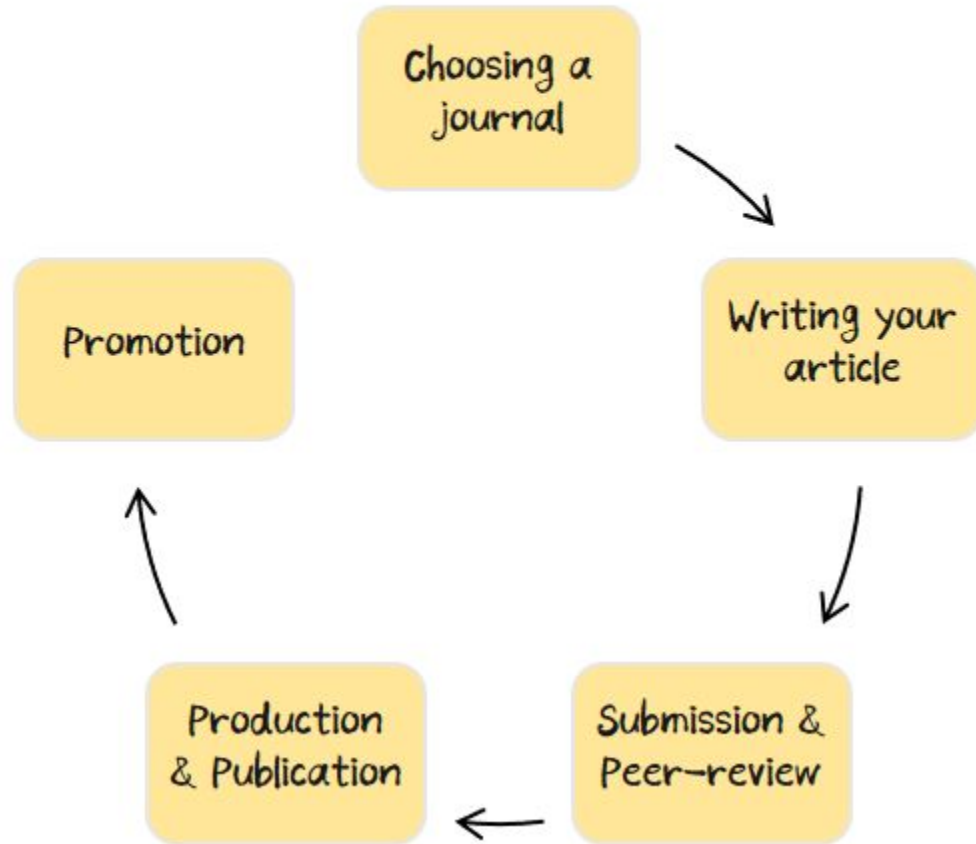 Choosing a
journal
Writing your
article
Submission &
Peer-review
Production
& Publication
Promotion